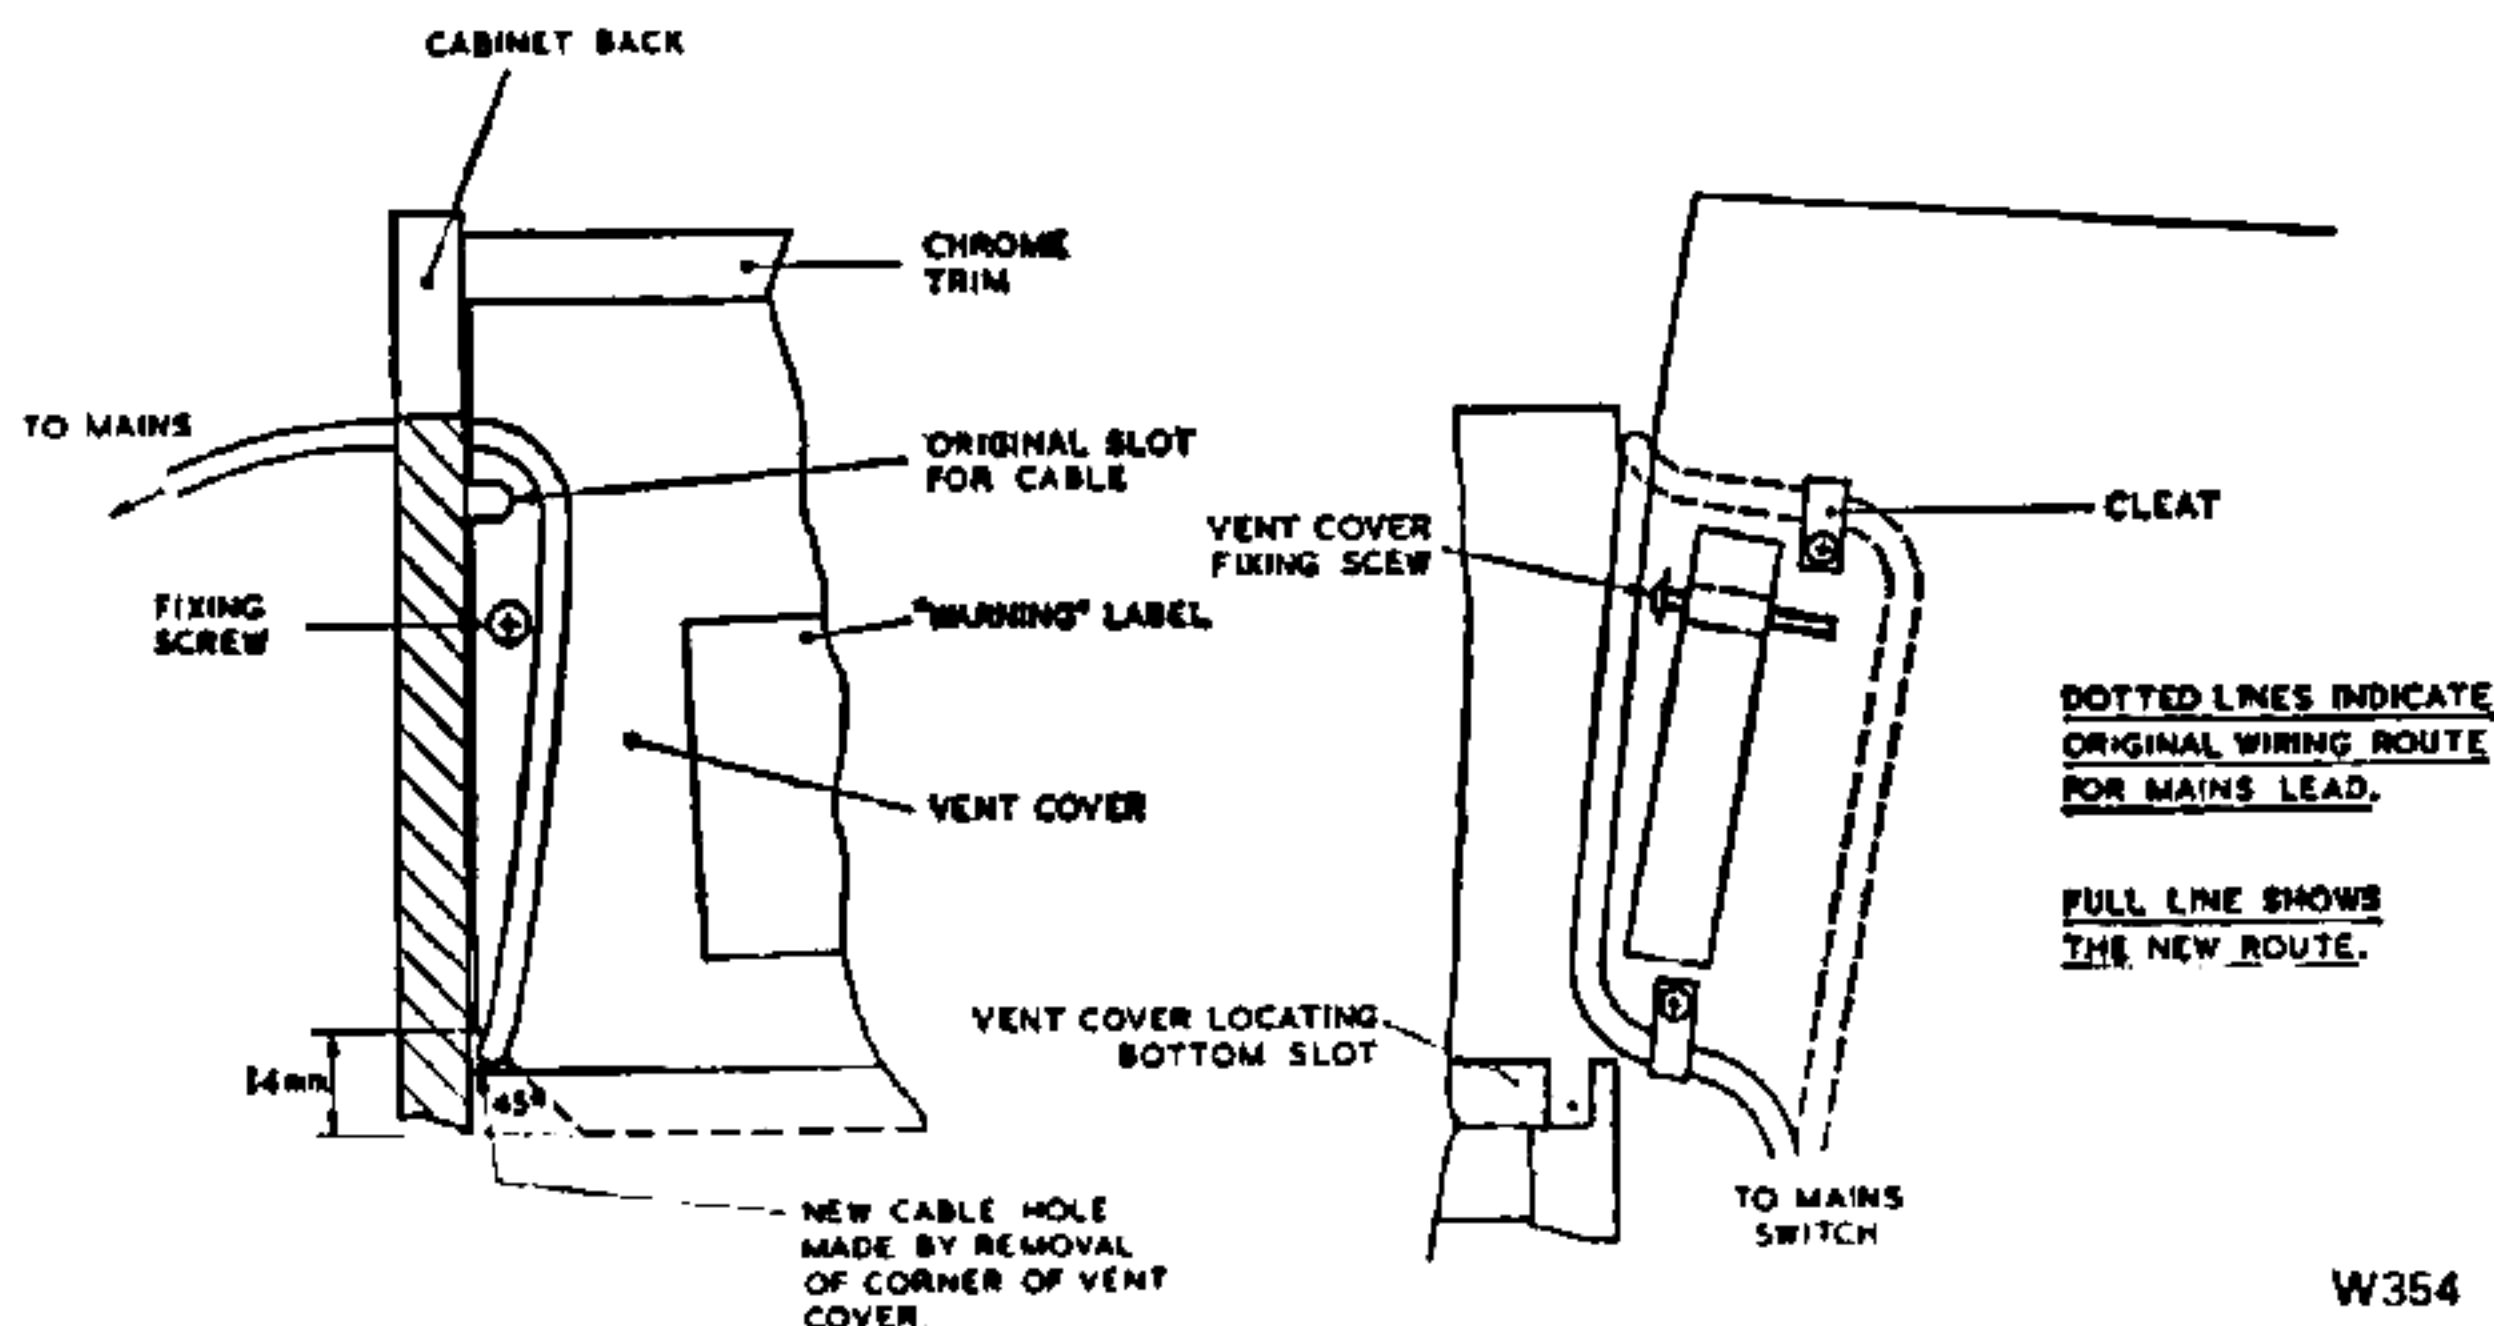 CABINET BACK
CHROME
TRIM
TO MAINS
ORIGINAL SLOT
FOR CABLE
VENT COVER
FIXING SCEW
CLEAT
FIXING
SCREW
"WARNING" LABEL
DOTTED LINES INDICATE
ORIGINAL WIRING ROUTE
FOR MAINS LEAD.
VENT COVER
FULL LINE SHOWS
THE NEW ROUTE.
VENT COVER LOCATING
BOTTOM SLOT
14mm
45°
TO MAINS
SWITCH
NEW CABLE HOLE
MADE BY REMOVAL
OF CORNER OF VENT
COVER.
W354